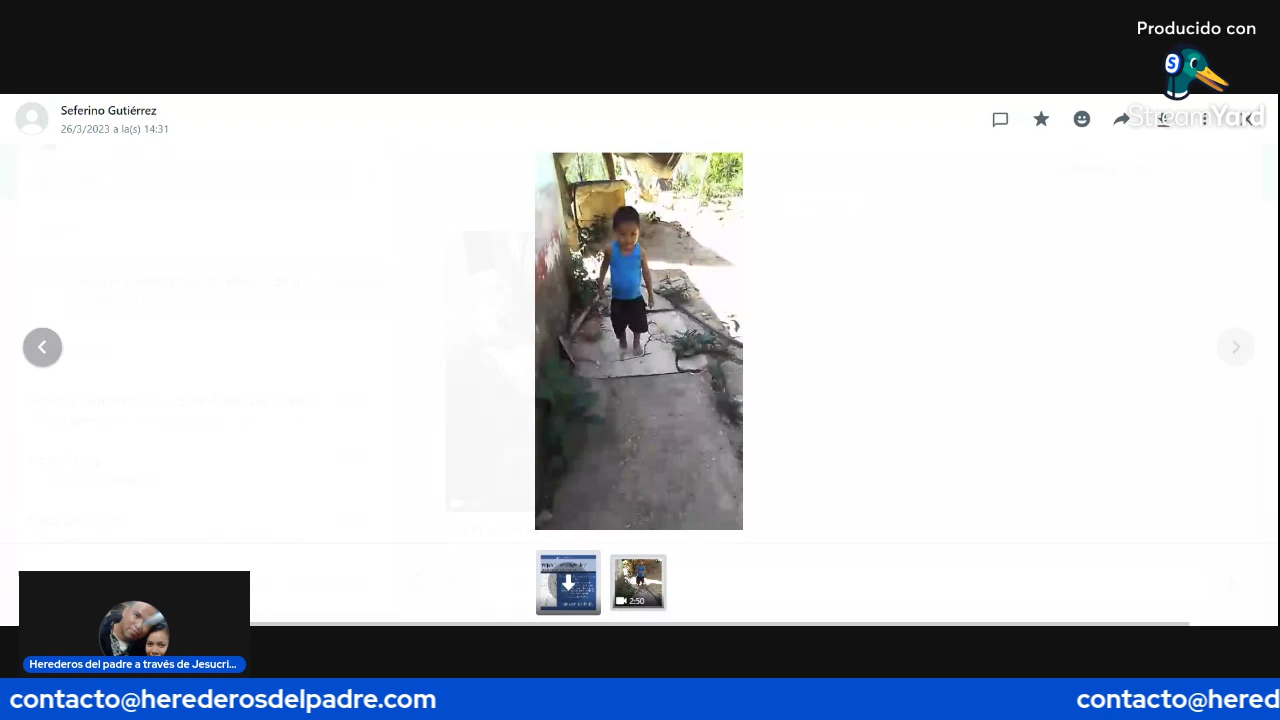 Producido con
StreamYard
Seferino Gutiérrez
26/3/2023 a la(s) 14:31
2:50
Herederos del padre a través de Jesucri...
contacto@herederosdelpadre.com
contacto@hered